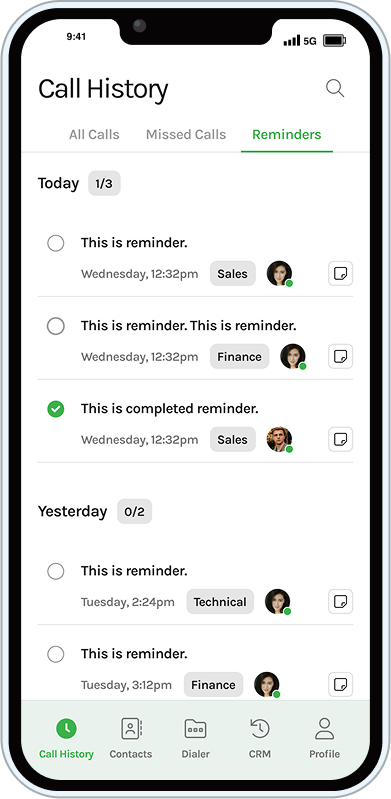 9:41 5G
Call History
All Calls Missed Calls Reminders
Today 1/3
This is reminder.
Wednesday, 12:32pm Sales
This is reminder. This is reminder.
Wednesday, 12:32pm Finance
This is completed reminder.
Wednesday, 12:32pm Sales
Yesterday 0/2
This is reminder.
Tuesday, 2:24pm Technical
This is reminder.
Tuesday, 3:12pm Finance
Call History Contacts Dialer CRM Profile